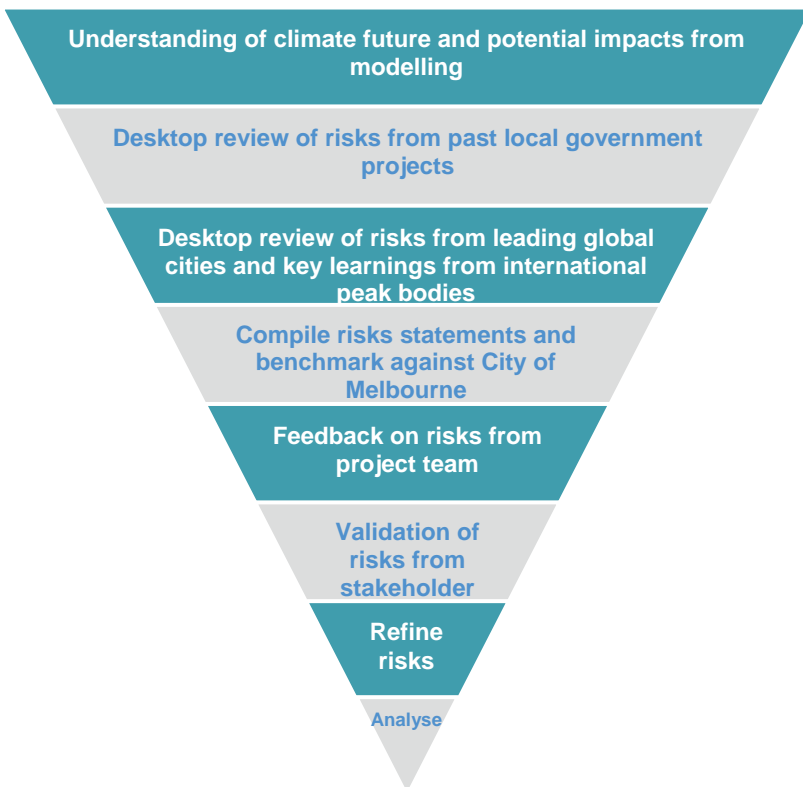 Understanding of climate future and potential impacts from
modelling
Desktop review of risks from past local government
projects
Desktop review of risks from leading global
cities and key learnings from international
peak bodies
Compile risks statements and
benchmark against City of
Melbourne
Feedback on risks from
project team
Validation of
risks from
stakeholder
Refine
risks
Analyse